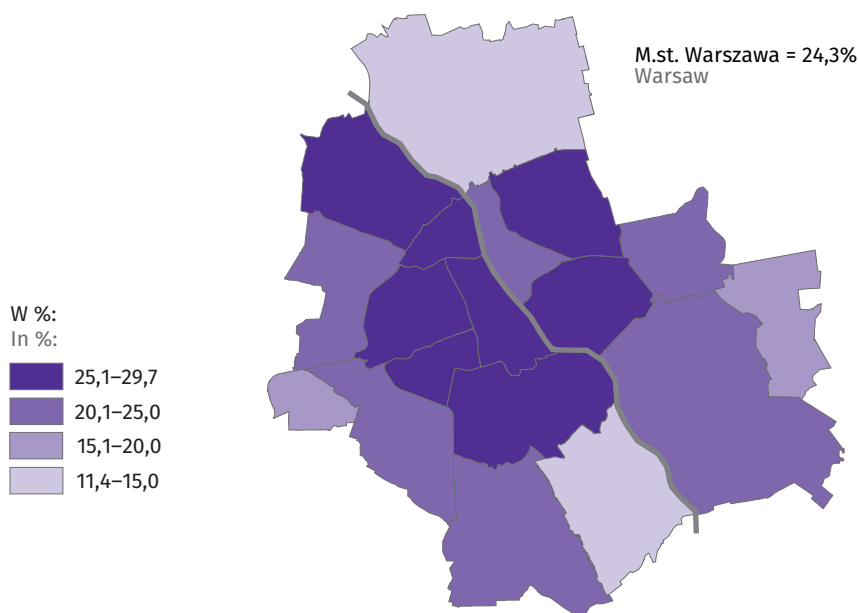 M.st. Warszawa = 24,3%
Warsaw
W %:
In %:
25,1–29,7
20,1–25,0
15,1–20,0
11,4–15,0